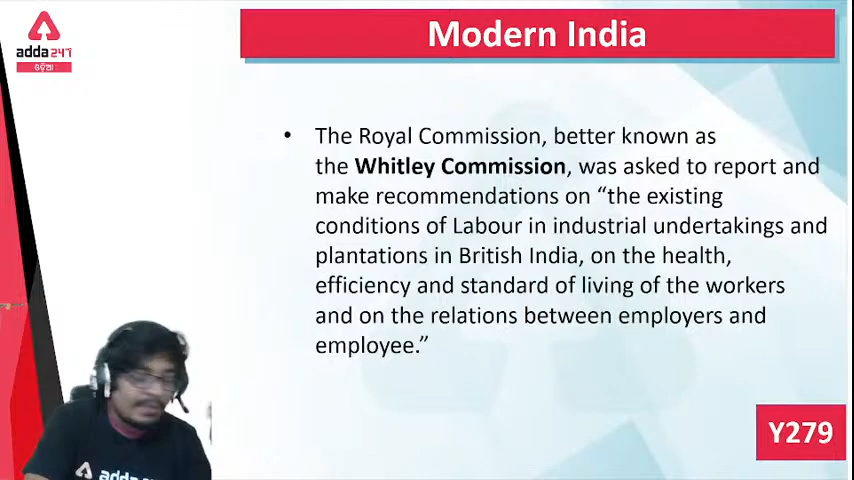 Modern India
adda247
ଓଡ଼ିଆ
• The Royal Commission, better known as
the Whitley Commission, was asked to report and
make recommendations on “the existing
conditions of Labour in industrial undertakings and
plantations in British India, on the health,
efficiency and standard of living of the workers
and on the relations between employers and
employee.”
Y279